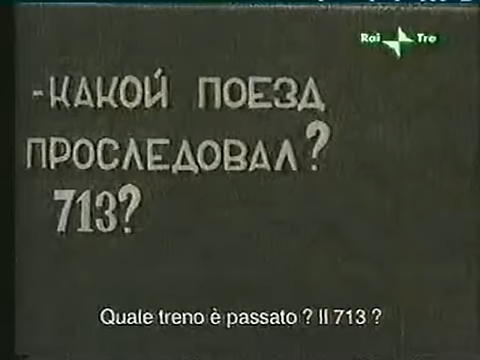 Rai Tre
-КАКОЙ ПОЕЗД
ПРОСЛЕДОВАЛ?
713?
Quale treno è passato ? Il 713 ?